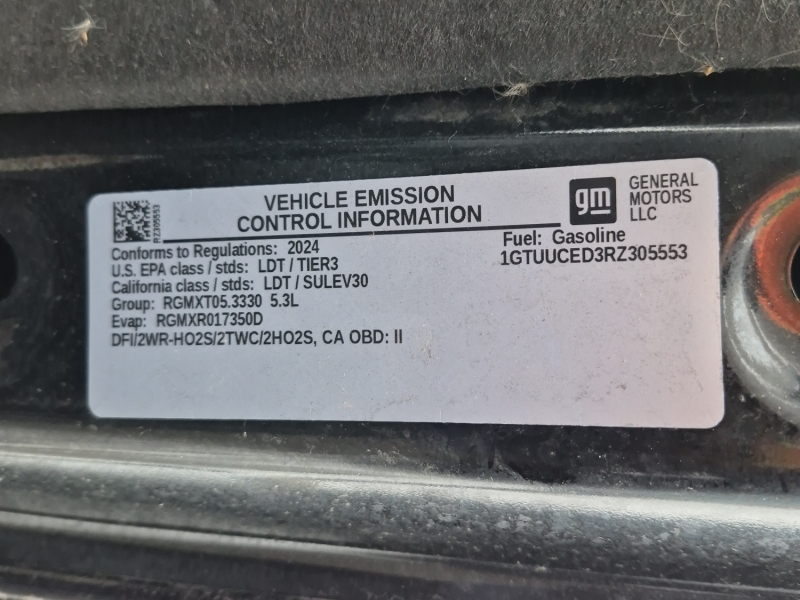 RZ305553
VEHICLE EMISSION
CONTROL INFORMATION
gm
GENERAL
MOTORS
LLC
Conforms to Regulations: 2024
Fuel: Gasoline
U.S. EPA class / stds: LDT / TIER3
1GTUUCED3RZ305553
California class / stds: LDT / SULEV30
Group: RGMXT05.3330 5.3L
Evap: RGMXR017350D
DFI/2WR-HO2S/2TWC/2HO2S, CA OBD: II